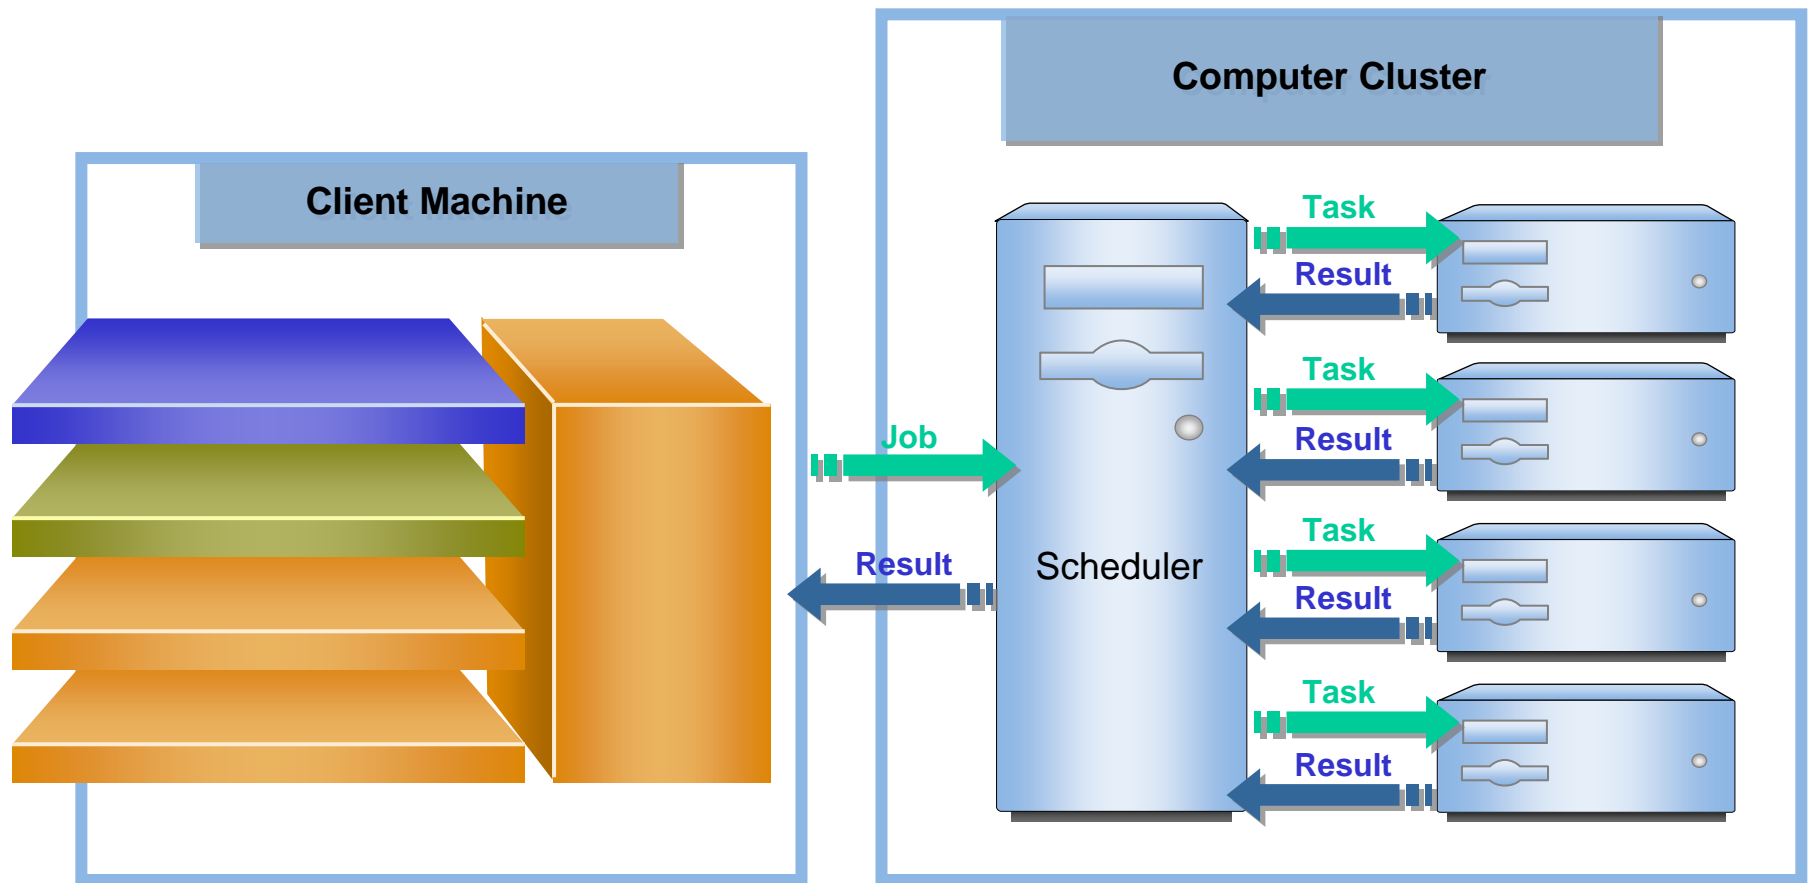 Computer Cluster
Client Machine
Task
Result
Task
Result
Job
Task
Result
Scheduler
Result
Task
Result